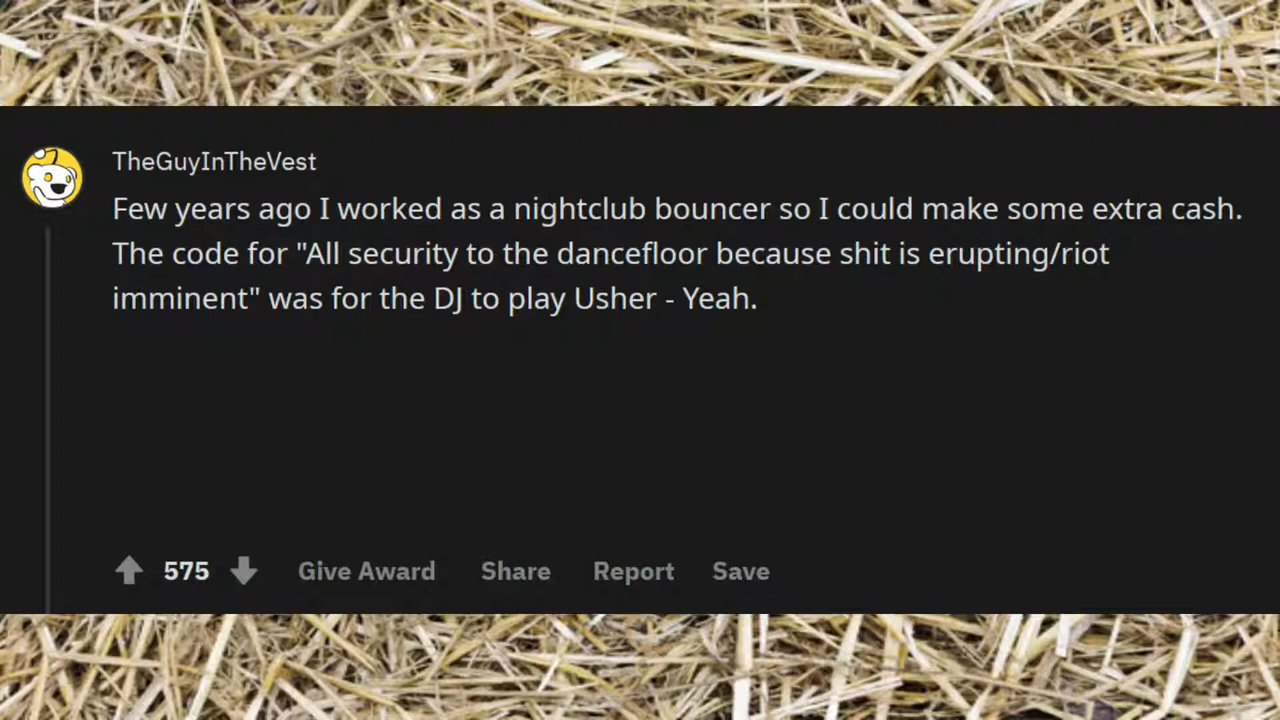 TheGuyInTheVest
Few years ago I worked as a nightclub bouncer so I could make some extra cash.
The code for "All security to the dancefloor because shit is erupting/riot
imminent" was for the DJ to play Usher - Yeah.
575 Give Award Share Report Save